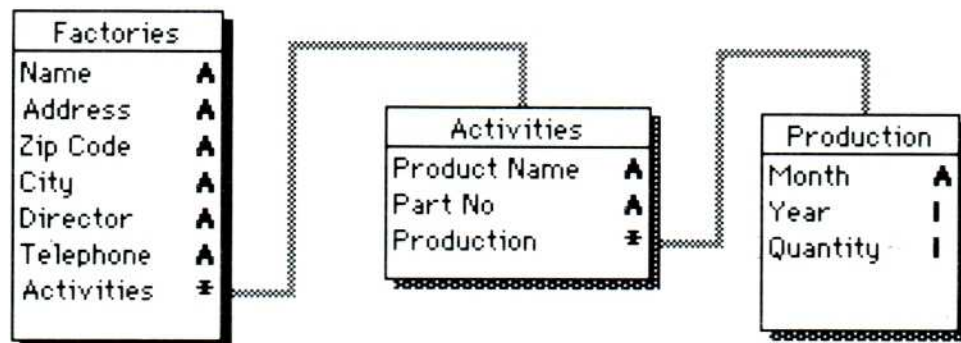 Factories
Name A
Address A
Zip Code A
City A
Director A
Telephone A
Activities *
Activities
Product Name A
Part No A
Production *
Production
Month A
Year I
Quantity I